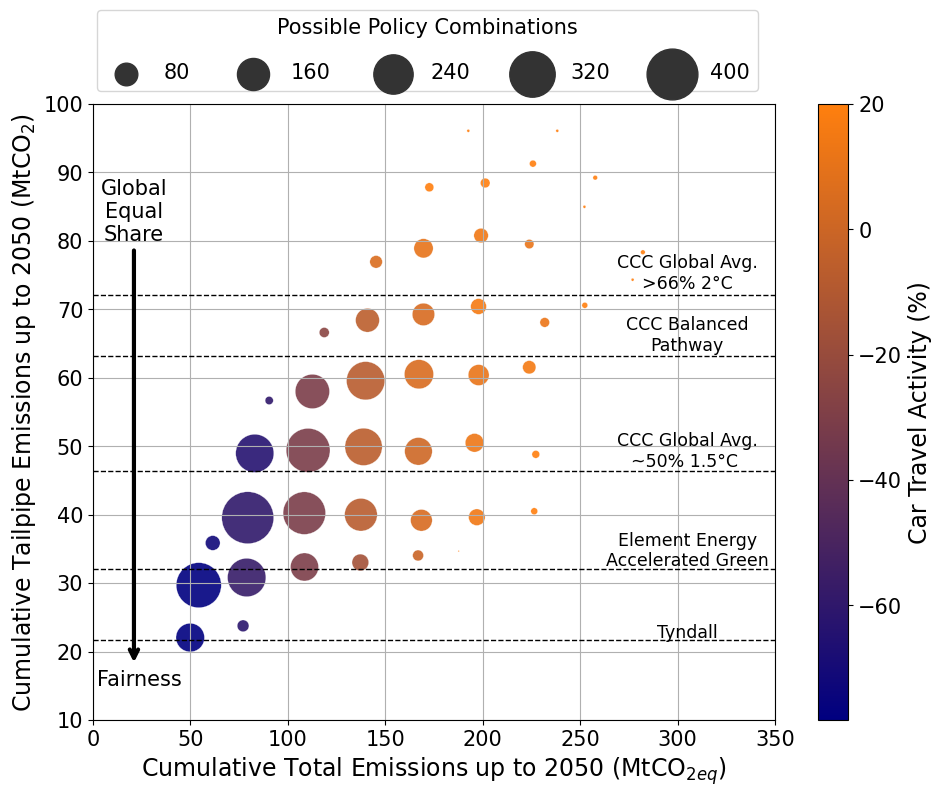 Possible Policy Combinations
80 160 240 320 400
Cumulative Tailpipe Emissions up to 2050 (MtCO₂)
100
90
80
70
60
50
40
30
20
10
Global
Equal
Share
Fairness
CCC Global Avg.
>66% 2°C
CCC Balanced
Pathway
CCC Global Avg.
~50% 1.5°C
Element Energy
Accelerated Green
Tyndall
0 50 100 150 200 250 300 350
Cumulative Total Emissions up to 2050 (MtCO₂eq)
20
0
−20
−40
−60
Car Travel Activity (%)